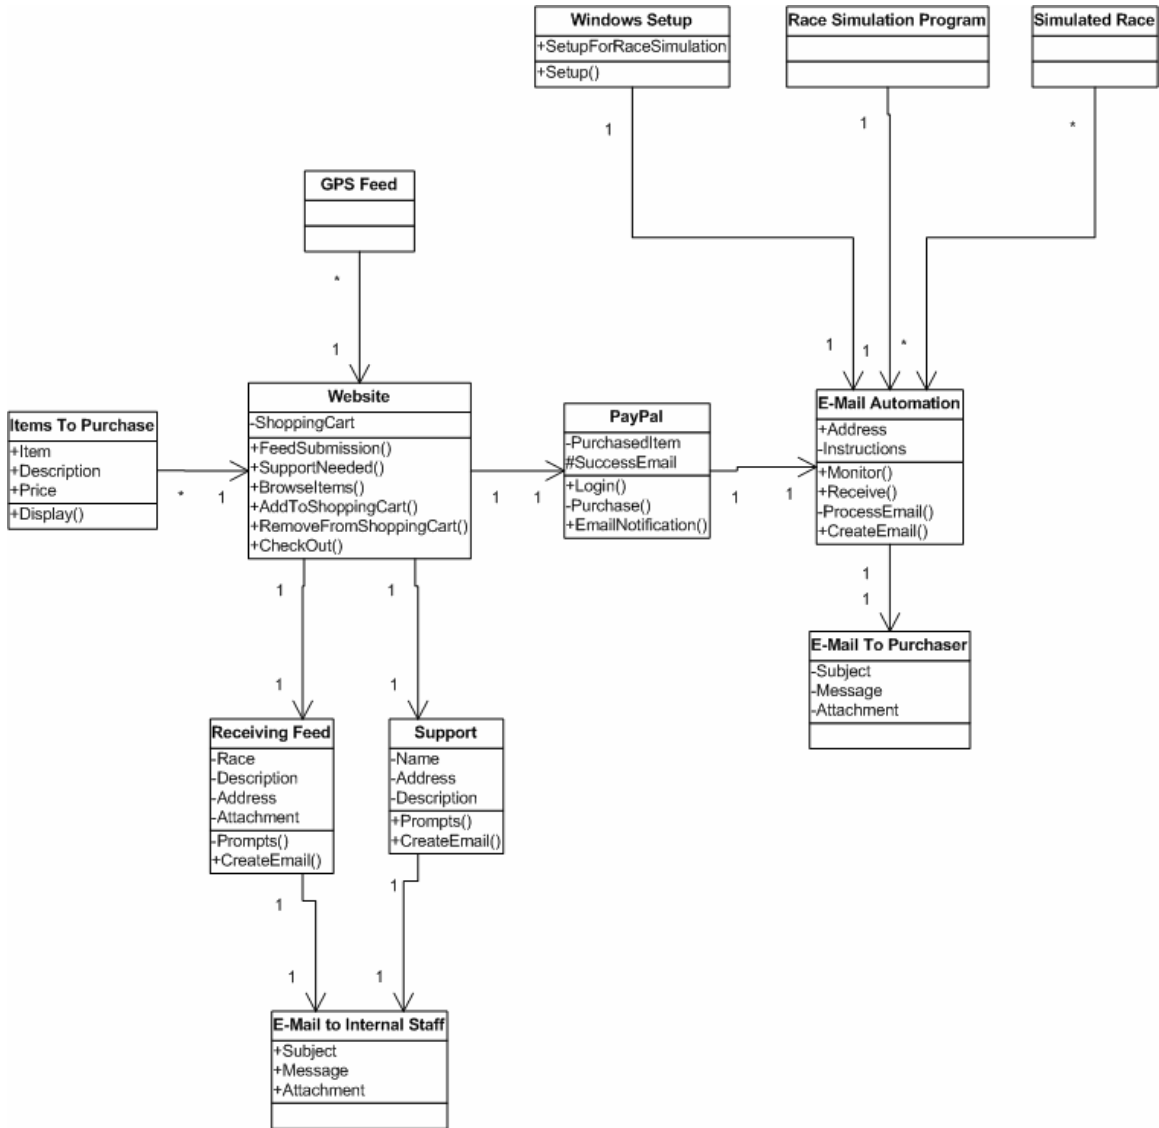 Windows Setup
+SetupForRaceSimulation
+Setup()
Race Simulation Program
Simulated Race
1
1
*
GPS Feed
*
1
1
1
*
Items To Purchase
+Item
+Description
+Price
+Display()
*
1
Website
-ShoppingCart
+FeedSubmission()
+SupportNeeded()
+BrowseItems()
+AddToShoppingCart()
+RemoveFromShoppingCart()
+CheckOut()
1
1
PayPal
-PurchasedItem
#SuccessEmail
+Login()
-Purchase()
+EmailNotification()
1
1
E-Mail Automation
+Address
-Instructions
+Monitor()
+Receive()
-ProcessEmail()
+CreateEmail()
1
1
E-Mail To Purchaser
-Subject
-Message
-Attachment
1
1
1
1
Receiving Feed
-Race
-Description
-Address
-Attachment
-Prompts()
+CreateEmail()
Support
-Name
-Address
-Description
+Prompts()
+CreateEmail()
1
1
1
1
E-Mail to Internal Staff
+Subject
+Message
+Attachment